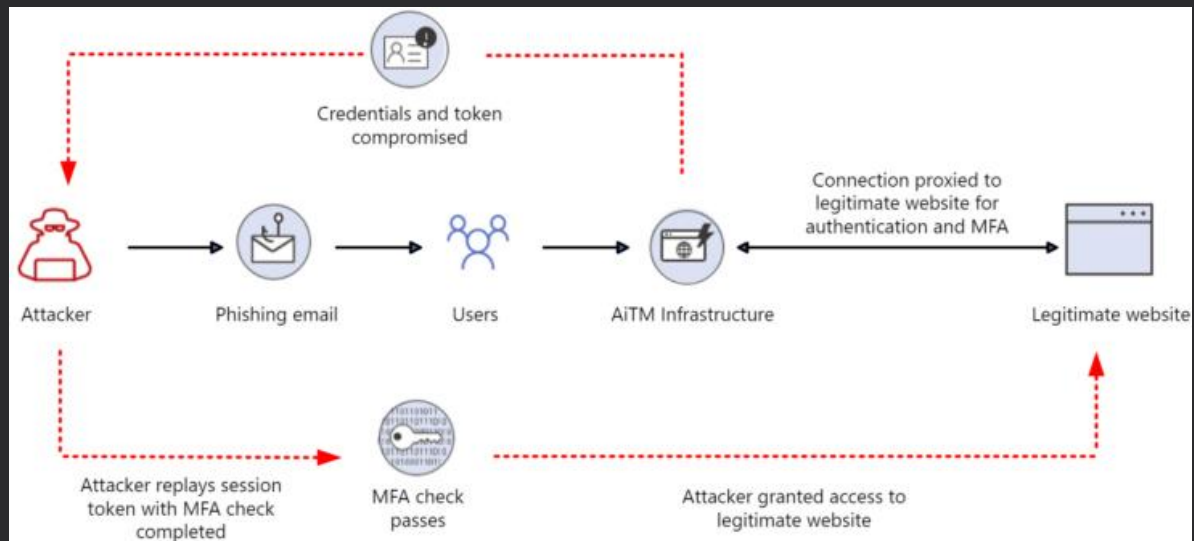 Credentials and token
compromised
Connection proxied to
legitimate website for
authentication and MFA
Attacker
Phishing email
Users
AiTM Infrastructure
Legitimate website
Attacker replays session
token with MFA check
completed
MFA check
passes
Attacker granted access to
legitimate website